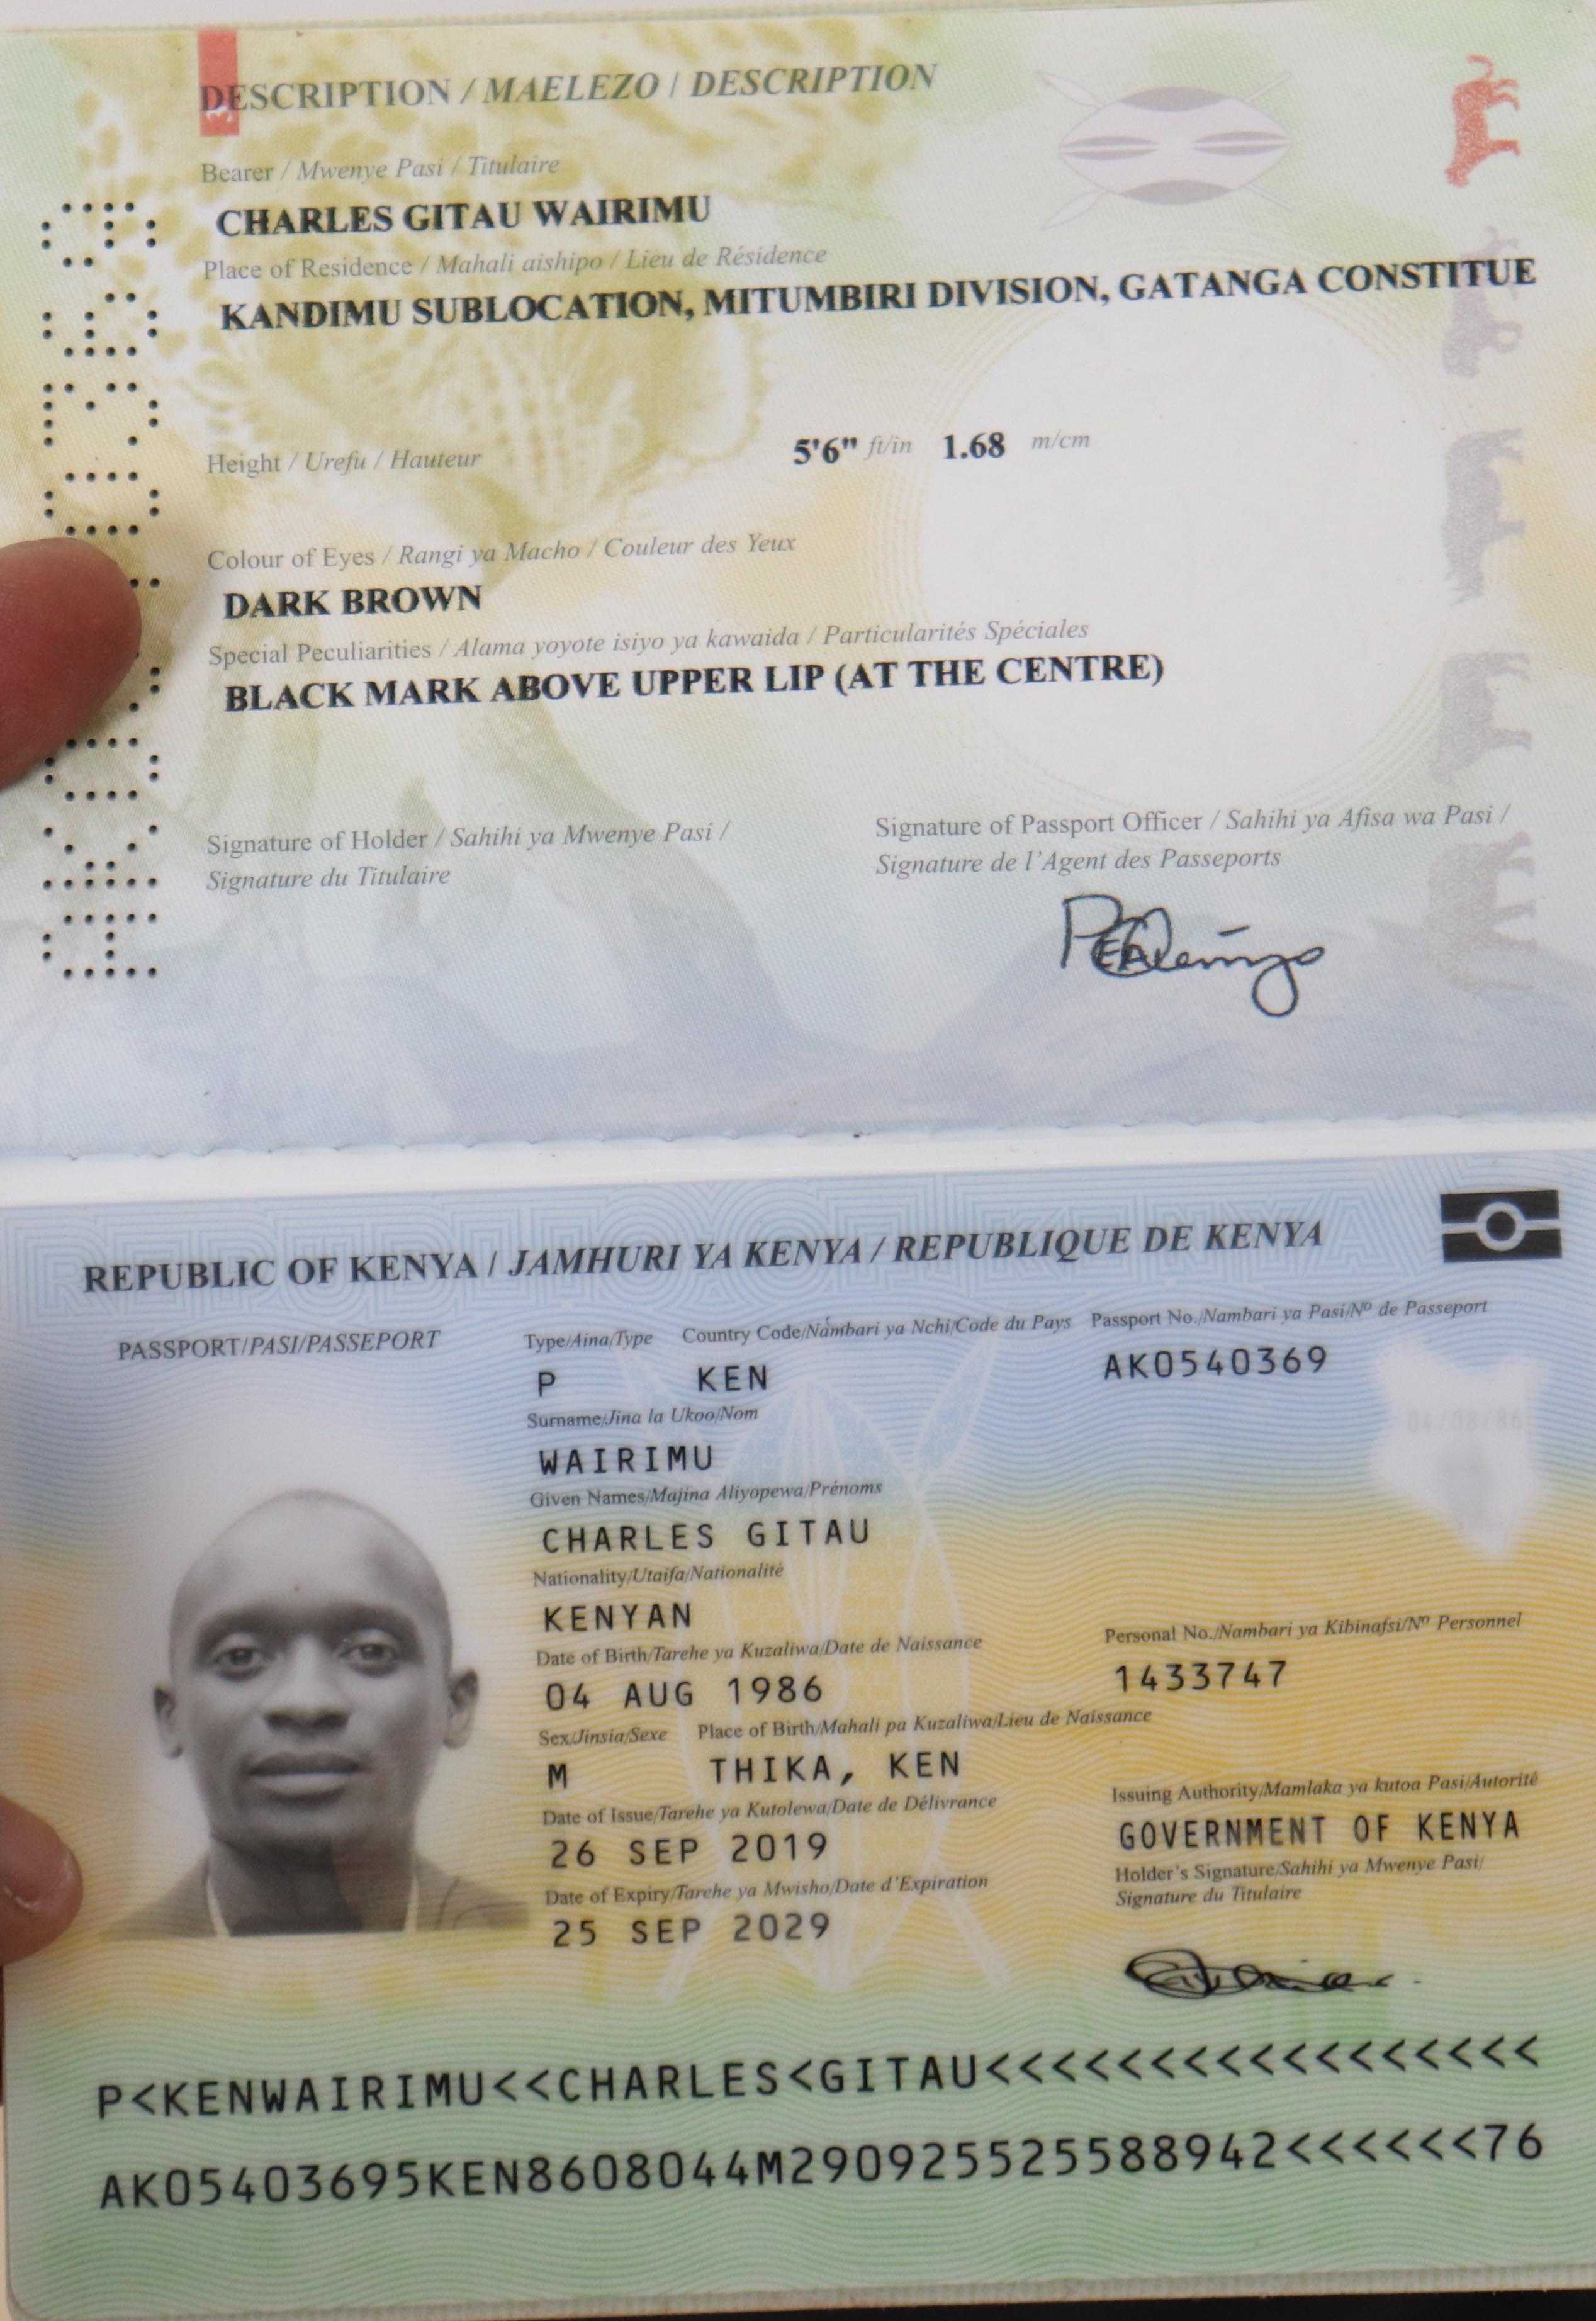 DESCRIPTION / MAELEZO / DESCRIPTION
Bearer / Mwenye Pasi / Titulaire
CHARLES GITAU WAIRIMU
Place of Residence / Mahali aishipo / Lieu de Résidence
KANDIMU SUBLOCATION, MITUMBIRI DIVISION, GATANGA CONSTITUE
Height / Urefu / Hauteur 5'6" ft/in 1.68 m/cm
Colour of Eyes / Rangi ya Macho / Couleur des Yeux
DARK BROWN
Special Peculiarities / Alama yoyote isiyo ya kawaida / Particularités Spéciales
BLACK MARK ABOVE UPPER LIP (AT THE CENTRE)
Signature of Holder / Sahihi ya Mwenye Pasi /
Signature du Titulaire
Signature of Passport Officer / Sahihi ya Afisa wa Pasi /
Signature de l'Agent des Passeports
REPUBLIC OF KENYA / JAMHURI YA KENYA / REPUBLIQUE DE KENYA
PASSPORT/PASI/PASSEPORT
Type/Aina/Type Country Code/Nambari ya Nchi/Code du Pays Passport No./Nambari ya Pasi/Nº de Passeport
P KEN AK0540369
Surname/Jina la Ukoo/Nom
WAIRIMU
Given Names/Majina Aliyopewa/Prénoms
CHARLES GITAU
Nationality/Utaifa/Nationalité
KENYAN
Date of Birth/Tarehe ya Kuzaliwa/Date de Naissance
04 AUG 1986
Personal No./Nambari ya Kibinafsi/Nº Personnel
1433747
Sex/Jinsia/Sexe Place of Birth/Mahali pa Kuzaliwa/Lieu de Naissance
M THIKA, KEN
Date of Issue/Tarehe ya Kutolewa/Date de Délivrance
26 SEP 2019
Issuing Authority/Mamlaka ya kutoa Pasi/Autorité
GOVERNMENT OF KENYA
Date of Expiry/Tarehe ya Mwisho/Date d'Expiration
25 SEP 2029
Holder's Signature/Sahihi ya Mwenye Pasi/
Signature du Titulaire
P<KENWAIRIMU<<CHARLES<GITAU<<<<<<<<<<<<<<<<<
AK05403695KEN8608044M290925525588942<<<<<<76